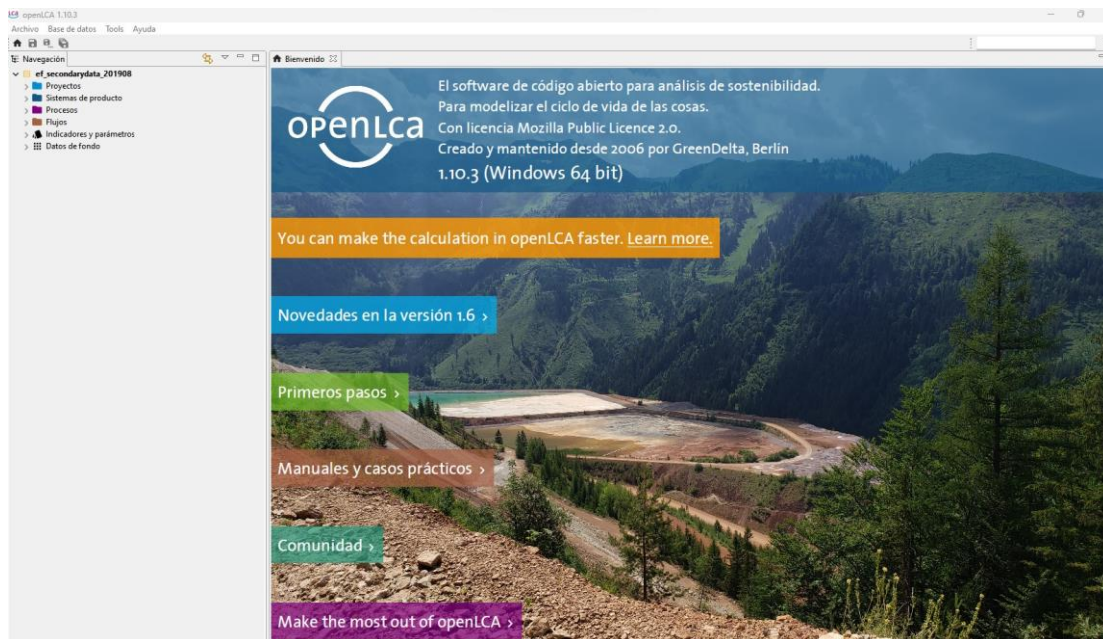 LCA openLCA 1.10.3
Archivo Base de datos Tools Ayuda
Navegación
Bienvenido
ef_secondarydata_201908
Proyectos
Sistemas de producto
Procesos
Flujos
Indicadores y parámetros
Datos de fondo
openLca
El software de código abierto para análisis de sostenibilidad.
Para modelizar el ciclo de vida de las cosas.
Con licencia Mozilla Public Licence 2.0.
Creado y mantenido desde 2006 por GreenDelta, Berlín
1.10.3 (Windows 64 bit)
You can make the calculation in openLCA faster. Learn more.
Novedades en la versión 1.6 ›
Primeros pasos ›
Manuales y casos prácticos ›
Comunidad ›
Make the most out of openLCA ›